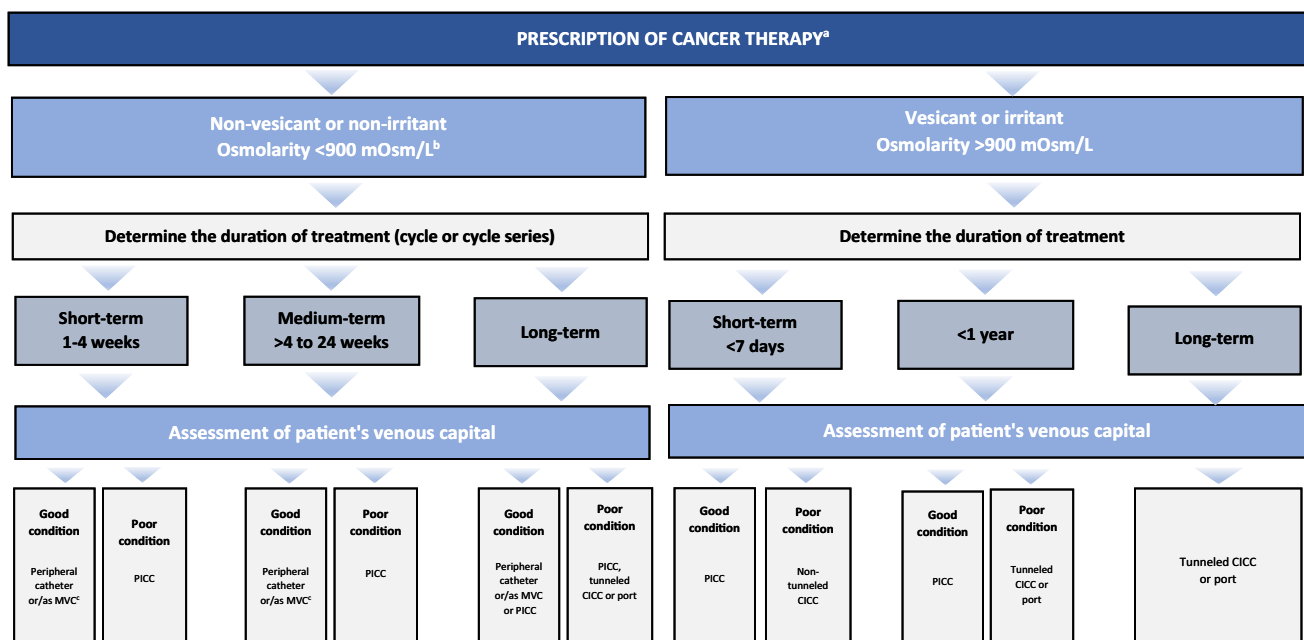 PRESCRIPTION OF CANCER THERAPYᵃ
Non-vesicant or non-irritant
Osmolarity <900 mOsm/Lᵇ
Vesicant or irritant
Osmolarity >900 mOsm/L
Determine the duration of treatment (cycle or cycle series)
Determine the duration of treatment
Short-term
1-4 weeks
Medium-term
>4 to 24 weeks
Long-term
Short-term
<7 days
<1 year
Long-term
Assessment of patient's venous capital
Assessment of patient's venous capital
Good
condition
Peripheral
catheter
or/as MVCᶜ
Poor
condition
PICC
Good
condition
Peripheral
catheter
or/as MVCᶜ
Poor
condition
PICC
Good
condition
Peripheral
catheter
or/as MVC
or PICC
Poor
condition
PICC,
tunneled
CICC or port
Good
condition
PICC
Poor
condition
Non-
tunneled
CICC
Good
condition
PICC
Poor
condition
Tunneled
CICC or
port
Tunneled CICC
or port